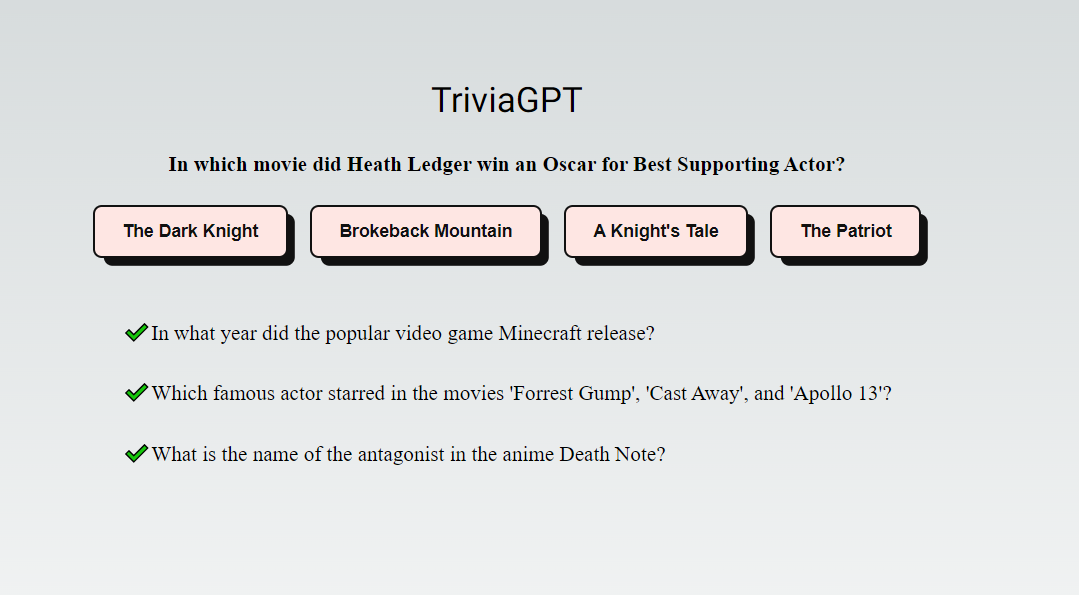 TriviaGPT
In which movie did Heath Ledger win an Oscar for Best Supporting Actor?
The Dark Knight Brokeback Mountain A Knight's Tale The Patriot
In what year did the popular video game Minecraft release?
Which famous actor starred in the movies 'Forrest Gump', 'Cast Away', and 'Apollo 13'?
What is the name of the antagonist in the anime Death Note?